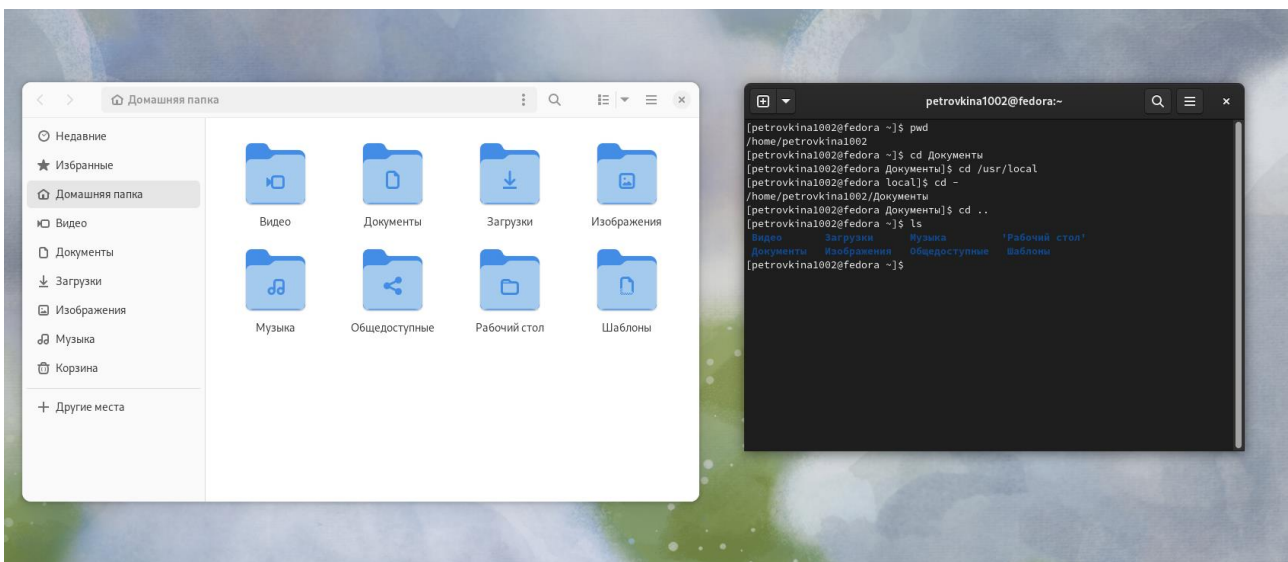 Домашняя папка
Недавние
Избранные
Домашняя папка
Видео
Документы
Загрузки
Изображения
Музыка
Корзина
Другие места
Видео Документы Загрузки Изображения
Музыка Общедоступные Рабочий стол Шаблоны
petrovkina1002@fedora:~
[petrovkina1002@fedora ~]$ pwd
/home/petrovkina1002
[petrovkina1002@fedora ~]$ cd Документы
[petrovkina1002@fedora Документы]$ cd /usr/local
[petrovkina1002@fedora local]$ cd -
/home/petrovkina1002/Документы
[petrovkina1002@fedora Документы]$ cd ..
[petrovkina1002@fedora ~]$ ls
Видео Загрузки Музыка 'Рабочий стол'
Документы Изображения Общедоступные Шаблоны
[petrovkina1002@fedora ~]$